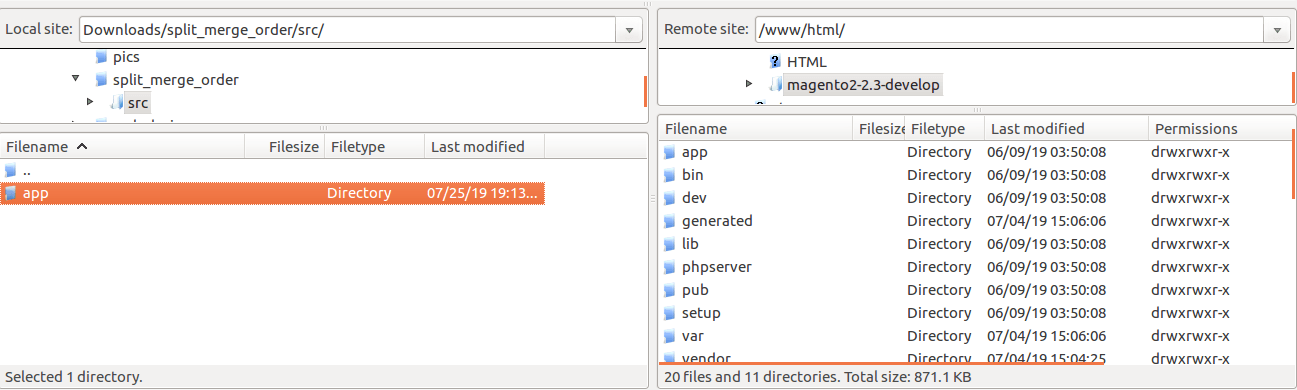 Local site: Downloads/split_merge_order/src/
pics
split_merge_order
src
Filename Filesize Filetype Last modified
..
app Directory 07/25/19 19:13...
Selected 1 directory.
Remote site: /www/html/
? HTML
magento2-2.3-develop
Filename Filesize Filetype Last modified Permissions
app Directory 06/09/19 03:50:08 drwxrwxr-x
bin Directory 06/09/19 03:50:08 drwxrwxr-x
dev Directory 06/09/19 03:50:08 drwxrwxr-x
generated Directory 07/04/19 15:06:06 drwxrwxr-x
lib Directory 06/09/19 03:50:08 drwxrwxr-x
phpserver Directory 06/09/19 03:50:08 drwxrwxr-x
pub Directory 06/09/19 03:50:08 drwxrwxr-x
setup Directory 06/09/19 03:50:08 drwxrwxr-x
var Directory 07/04/19 15:06:06 drwxrwxr-x
vendor Directory 07/04/19 15:04:25 drwxrwxr-x
20 files and 11 directories. Total size: 871.1 KB